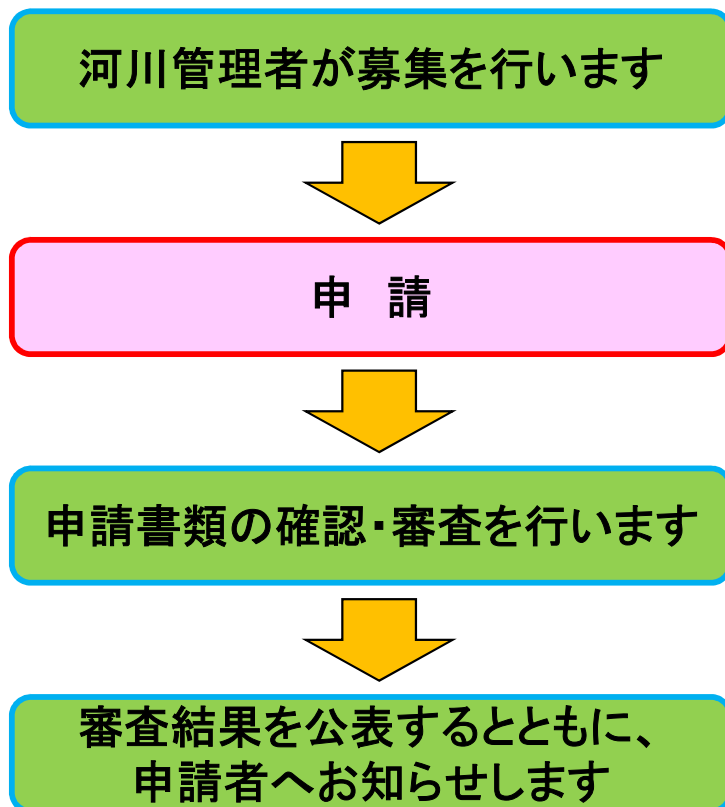 河川管理者が募集を行います
申　請
申請書類の確認・審査を行います
審査結果を公表するとともに、
申請者へお知らせします